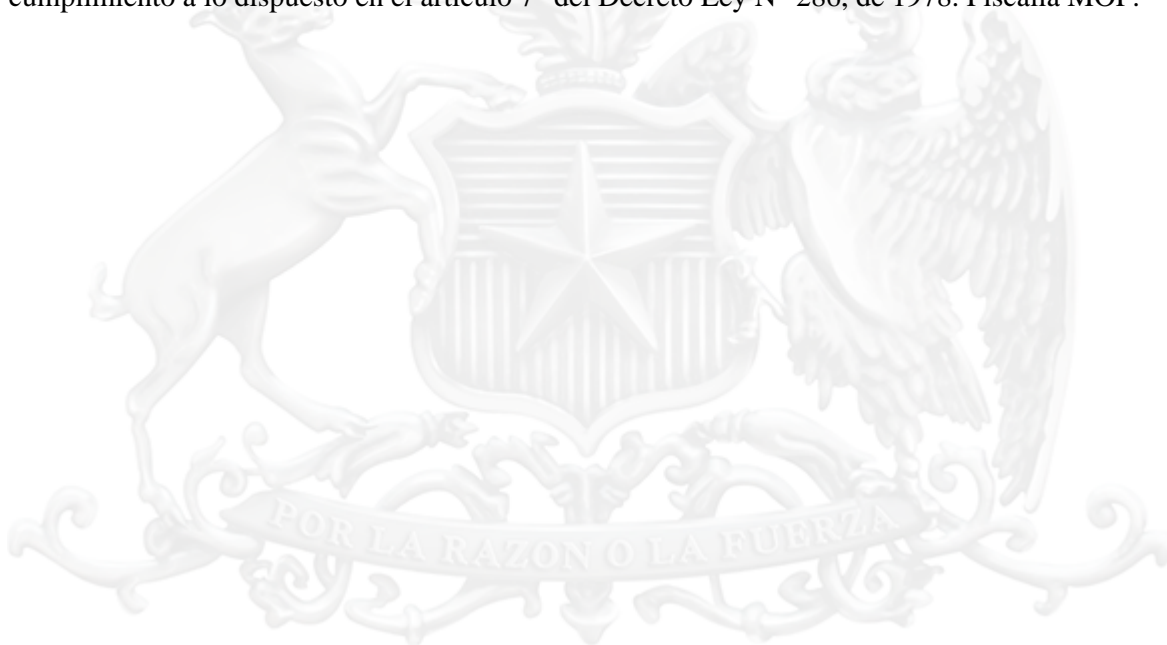 cumplimiento a lo dispuesto en el artículo 7° del Decreto Ley N° 286, de 1978. Fiscalía MOP.
POR LA RAZON O LA FUERZA